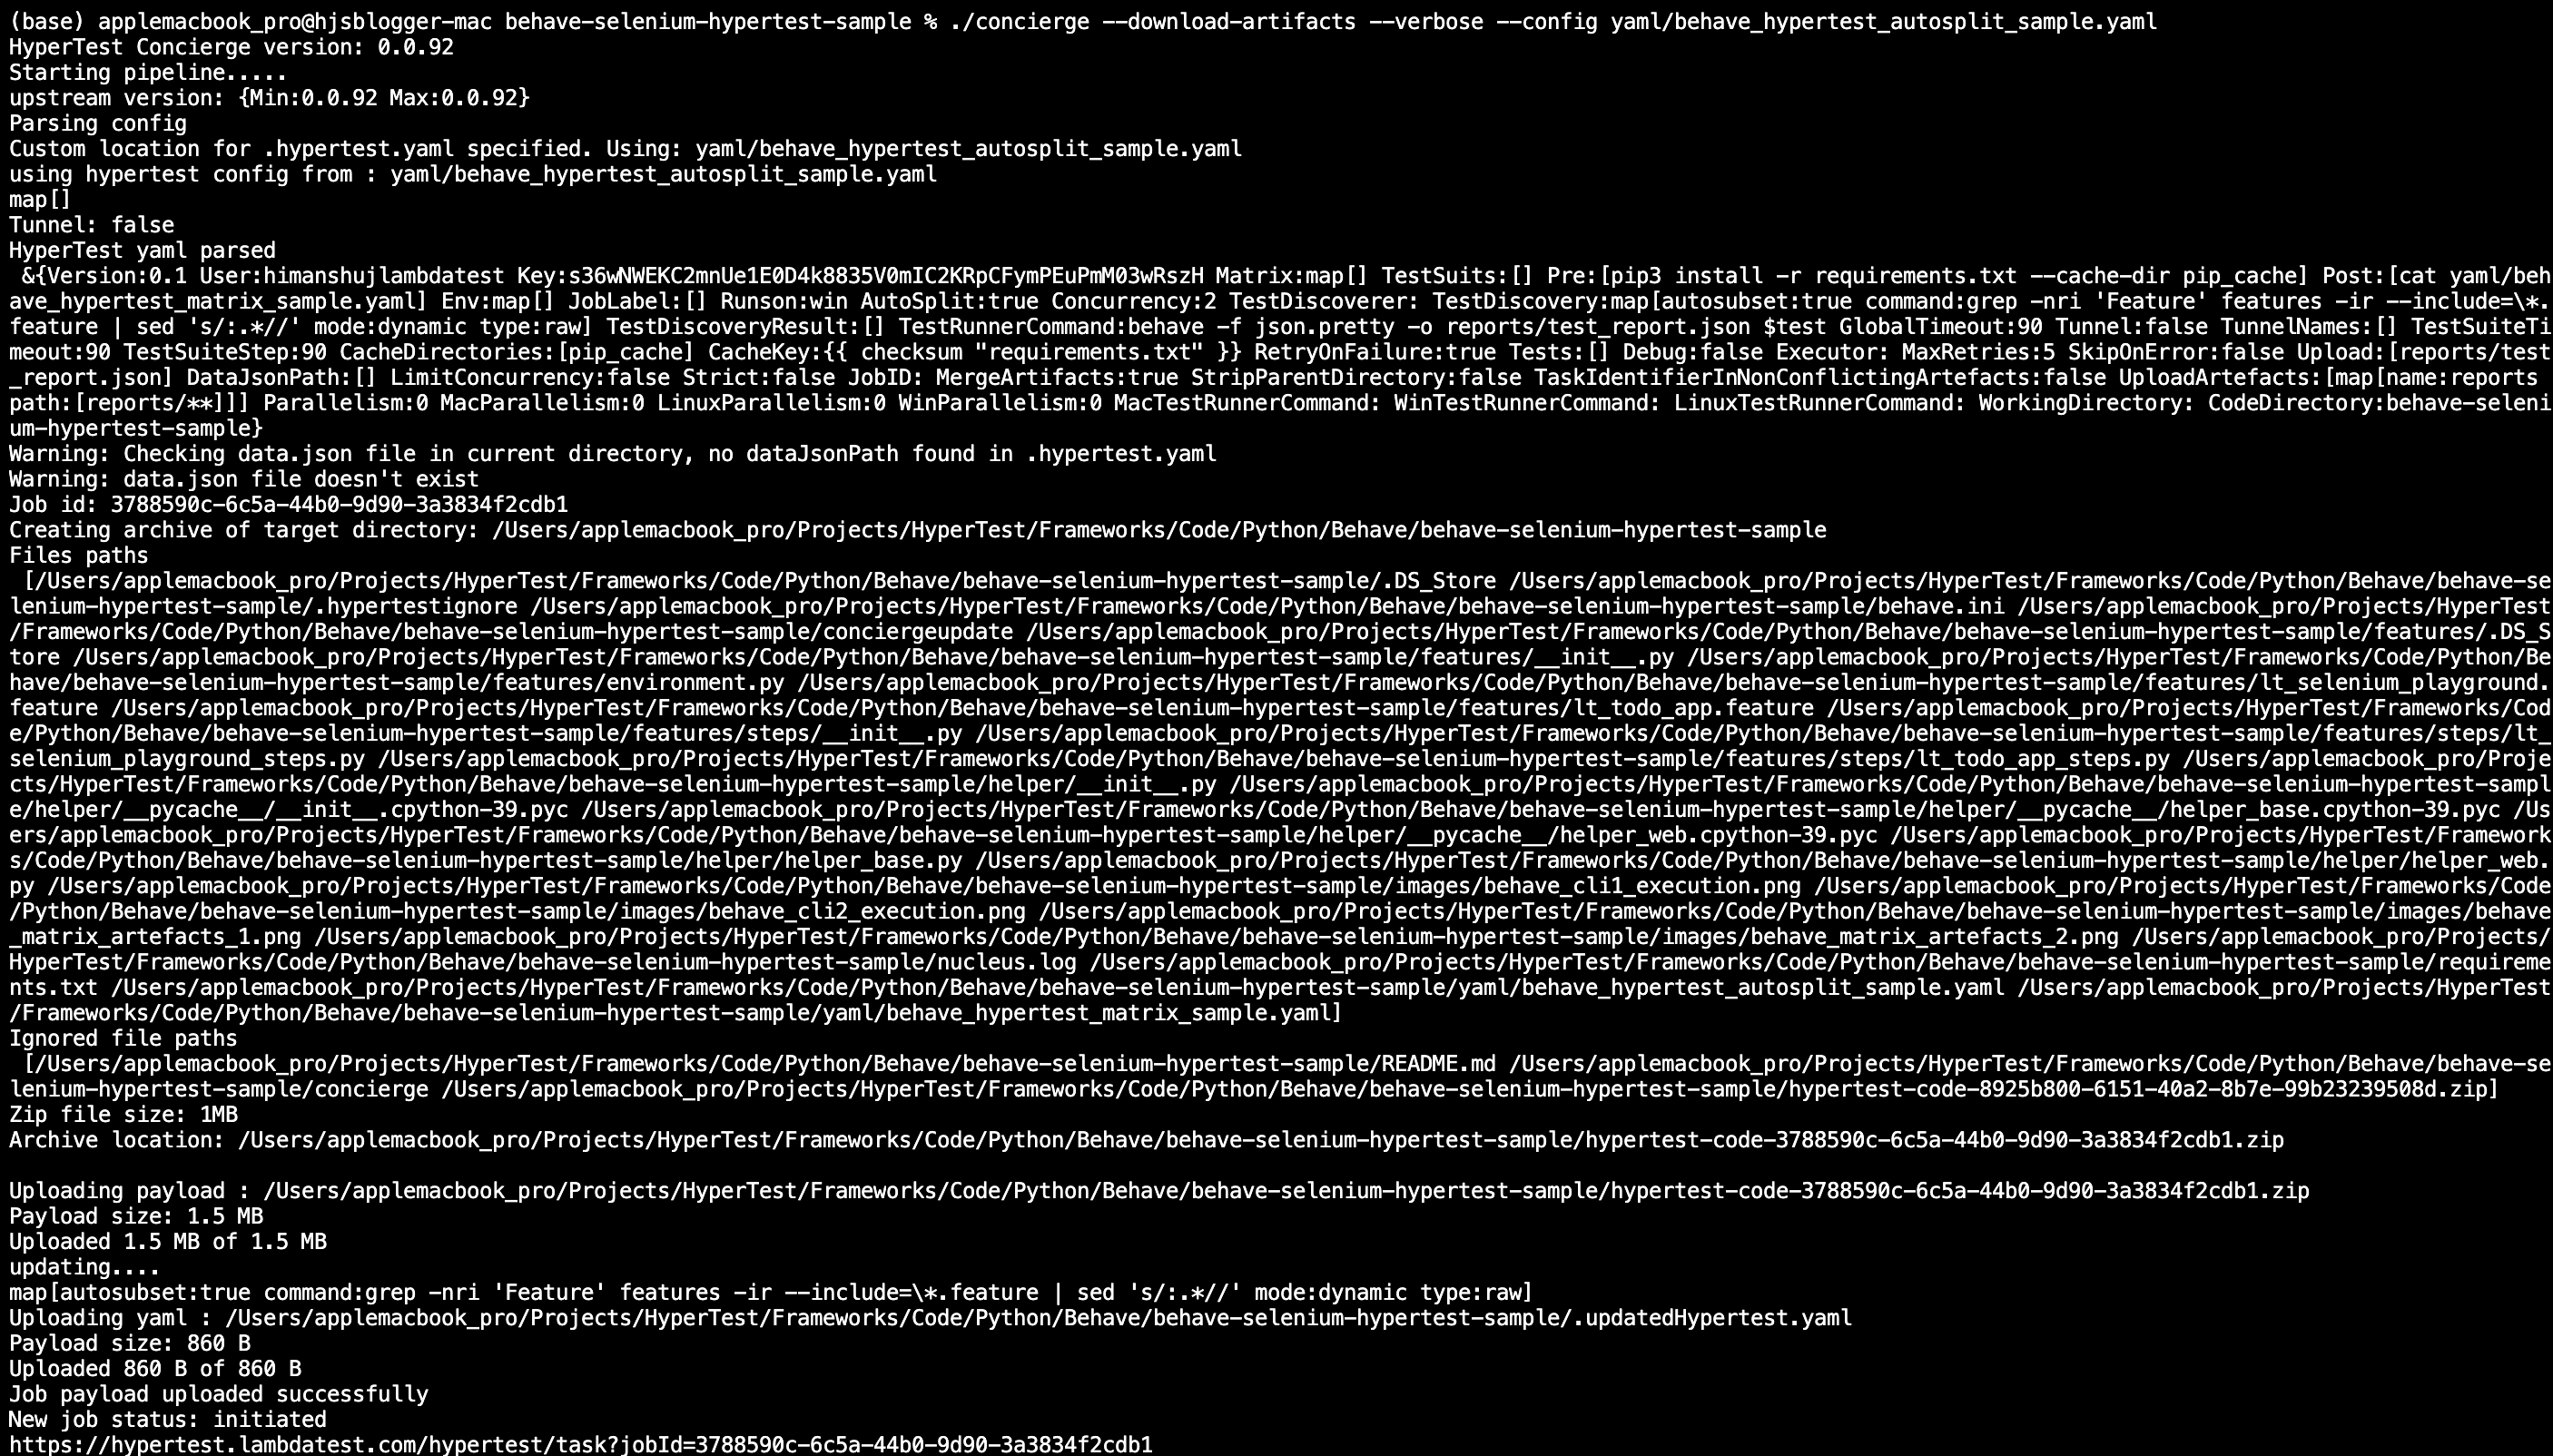 (base) applemacbook_pro@hjsblogger-mac behave-selenium-hypertest-sample % ./concierge --download-artifacts --verbose --config yaml/behave_hypertest_autosplit_sample.yaml
HyperTest Concierge version: 0.0.92
Starting pipeline.....
upstream version: {Min:0.0.92 Max:0.0.92}
Parsing config
Custom location for .hypertest.yaml specified. Using: yaml/behave_hypertest_autosplit_sample.yaml
using hypertest config from : yaml/behave_hypertest_autosplit_sample.yaml
map[]
Tunnel: false
HyperTest yaml parsed
 &{Version:0.1 User:himanshujlambdatest Key:s36wNWEKC2mnUe1E0D4k8835V0mIC2KRpCFymPEuPmM03wRszH Matrix:map[] TestSuits:[] Pre:[pip3 install -r requirements.txt --cache-dir pip_cache] Post:[cat yaml/beh
ave_hypertest_matrix_sample.yaml] Env:map[] JobLabel:[] Runson:win AutoSplit:true Concurrency:2 TestDiscoverer: TestDiscovery:map[autosubset:true command:grep -nri 'Feature' features -ir --include=\*.
feature | sed 's/:.*//' mode:dynamic type:raw] TestDiscoveryResult:[] TestRunnerCommand:behave -f json.pretty -o reports/test_report.json $test GlobalTimeout:90 Tunnel:false TunnelNames:[] TestSuiteTi
meout:90 TestSuiteStep:90 CacheDirectories:[pip_cache] CacheKey:{{ checksum "requirements.txt" }} RetryOnFailure:true Tests:[] Debug:false Executor: MaxRetries:5 SkipOnError:false Upload:[reports/test
_report.json] DataJsonPath:[] LimitConcurrency:false Strict:false JobID: MergeArtifacts:true StripParentDirectory:false TaskIdentifierInNonConflictingArtefacts:false UploadArtefacts:[map[name:reports 
path:[reports/**]]] Parallelism:0 MacParallelism:0 LinuxParallelism:0 WinParallelism:0 MacTestRunnerCommand: WinTestRunnerCommand: LinuxTestRunnerCommand: WorkingDirectory: CodeDirectory:behave-seleni
um-hypertest-sample}
Warning: Checking data.json file in current directory, no dataJsonPath found in .hypertest.yaml
Warning: data.json file doesn't exist
Job id: 3788590c-6c5a-44b0-9d90-3a3834f2cdb1
Creating archive of target directory: /Users/applemacbook_pro/Projects/HyperTest/Frameworks/Code/Python/Behave/behave-selenium-hypertest-sample
Files paths
 [/Users/applemacbook_pro/Projects/HyperTest/Frameworks/Code/Python/Behave/behave-selenium-hypertest-sample/.DS_Store /Users/applemacbook_pro/Projects/HyperTest/Frameworks/Code/Python/Behave/behave-se
lenium-hypertest-sample/.hypertestignore /Users/applemacbook_pro/Projects/HyperTest/Frameworks/Code/Python/Behave/behave-selenium-hypertest-sample/behave.ini /Users/applemacbook_pro/Projects/HyperTest
/Frameworks/Code/Python/Behave/behave-selenium-hypertest-sample/conciergeupdate /Users/applemacbook_pro/Projects/HyperTest/Frameworks/Code/Python/Behave/behave-selenium-hypertest-sample/features/.DS_S
tore /Users/applemacbook_pro/Projects/HyperTest/Frameworks/Code/Python/Behave/behave-selenium-hypertest-sample/features/__init__.py /Users/applemacbook_pro/Projects/HyperTest/Frameworks/Code/Python/Be
have/behave-selenium-hypertest-sample/features/environment.py /Users/applemacbook_pro/Projects/HyperTest/Frameworks/Code/Python/Behave/behave-selenium-hypertest-sample/features/lt_selenium_playground.
feature /Users/applemacbook_pro/Projects/HyperTest/Frameworks/Code/Python/Behave/behave-selenium-hypertest-sample/features/lt_todo_app.feature /Users/applemacbook_pro/Projects/HyperTest/Frameworks/Cod
e/Python/Behave/behave-selenium-hypertest-sample/features/steps/__init__.py /Users/applemacbook_pro/Projects/HyperTest/Frameworks/Code/Python/Behave/behave-selenium-hypertest-sample/features/steps/lt_
selenium_playground_steps.py /Users/applemacbook_pro/Projects/HyperTest/Frameworks/Code/Python/Behave/behave-selenium-hypertest-sample/features/steps/lt_todo_app_steps.py /Users/applemacbook_pro/Proje
cts/HyperTest/Frameworks/Code/Python/Behave/behave-selenium-hypertest-sample/helper/__init__.py /Users/applemacbook_pro/Projects/HyperTest/Frameworks/Code/Python/Behave/behave-selenium-hypertest-sampl
e/helper/__pycache__/__init__.cpython-39.pyc /Users/applemacbook_pro/Projects/HyperTest/Frameworks/Code/Python/Behave/behave-selenium-hypertest-sample/helper/__pycache__/helper_base.cpython-39.pyc /Us
ers/applemacbook_pro/Projects/HyperTest/Frameworks/Code/Python/Behave/behave-selenium-hypertest-sample/helper/__pycache__/helper_web.cpython-39.pyc /Users/applemacbook_pro/Projects/HyperTest/Framework
s/Code/Python/Behave/behave-selenium-hypertest-sample/helper/helper_base.py /Users/applemacbook_pro/Projects/HyperTest/Frameworks/Code/Python/Behave/behave-selenium-hypertest-sample/helper/helper_web.
py /Users/applemacbook_pro/Projects/HyperTest/Frameworks/Code/Python/Behave/behave-selenium-hypertest-sample/images/behave_cli1_execution.png /Users/applemacbook_pro/Projects/HyperTest/Frameworks/Code
/Python/Behave/behave-selenium-hypertest-sample/images/behave_cli2_execution.png /Users/applemacbook_pro/Projects/HyperTest/Frameworks/Code/Python/Behave/behave-selenium-hypertest-sample/images/behave
_matrix_artefacts_1.png /Users/applemacbook_pro/Projects/HyperTest/Frameworks/Code/Python/Behave/behave-selenium-hypertest-sample/images/behave_matrix_artefacts_2.png /Users/applemacbook_pro/Projects/
HyperTest/Frameworks/Code/Python/Behave/behave-selenium-hypertest-sample/nucleus.log /Users/applemacbook_pro/Projects/HyperTest/Frameworks/Code/Python/Behave/behave-selenium-hypertest-sample/requireme
nts.txt /Users/applemacbook_pro/Projects/HyperTest/Frameworks/Code/Python/Behave/behave-selenium-hypertest-sample/yaml/behave_hypertest_autosplit_sample.yaml /Users/applemacbook_pro/Projects/HyperTest
/Frameworks/Code/Python/Behave/behave-selenium-hypertest-sample/yaml/behave_hypertest_matrix_sample.yaml]
Ignored file paths
 [/Users/applemacbook_pro/Projects/HyperTest/Frameworks/Code/Python/Behave/behave-selenium-hypertest-sample/README.md /Users/applemacbook_pro/Projects/HyperTest/Frameworks/Code/Python/Behave/behave-se
lenium-hypertest-sample/concierge /Users/applemacbook_pro/Projects/HyperTest/Frameworks/Code/Python/Behave/behave-selenium-hypertest-sample/hypertest-code-8925b800-6151-40a2-8b7e-99b23239508d.zip]
Zip file size: 1MB
Archive location: /Users/applemacbook_pro/Projects/HyperTest/Frameworks/Code/Python/Behave/behave-selenium-hypertest-sample/hypertest-code-3788590c-6c5a-44b0-9d90-3a3834f2cdb1.zip

Uploading payload : /Users/applemacbook_pro/Projects/HyperTest/Frameworks/Code/Python/Behave/behave-selenium-hypertest-sample/hypertest-code-3788590c-6c5a-44b0-9d90-3a3834f2cdb1.zip
Payload size: 1.5 MB
Uploaded 1.5 MB of 1.5 MB
updating....
map[autosubset:true command:grep -nri 'Feature' features -ir --include=\*.feature | sed 's/:.*//' mode:dynamic type:raw]
Uploading yaml : /Users/applemacbook_pro/Projects/HyperTest/Frameworks/Code/Python/Behave/behave-selenium-hypertest-sample/.updatedHypertest.yaml
Payload size: 860 B
Uploaded 860 B of 860 B
Job payload uploaded successfully
New job status: initiated
https://hypertest.lambdatest.com/hypertest/task?jobId=3788590c-6c5a-44b0-9d90-3a3834f2cdb1